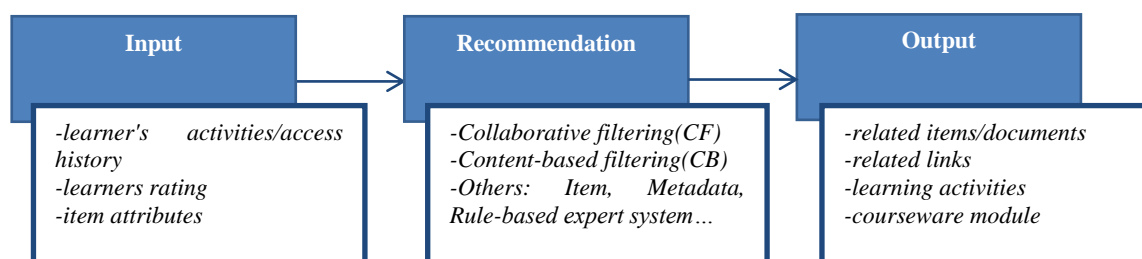 Input
-learner's activities/access
history
-learners rating
-item attributes
Recommendation
-Collaborative filtering(CF)
-Content-based filtering(CB)
-Others: Item, Metadata,
Rule-based expert system…
Output
-related items/documents
-related links
-learning activities
-courseware module